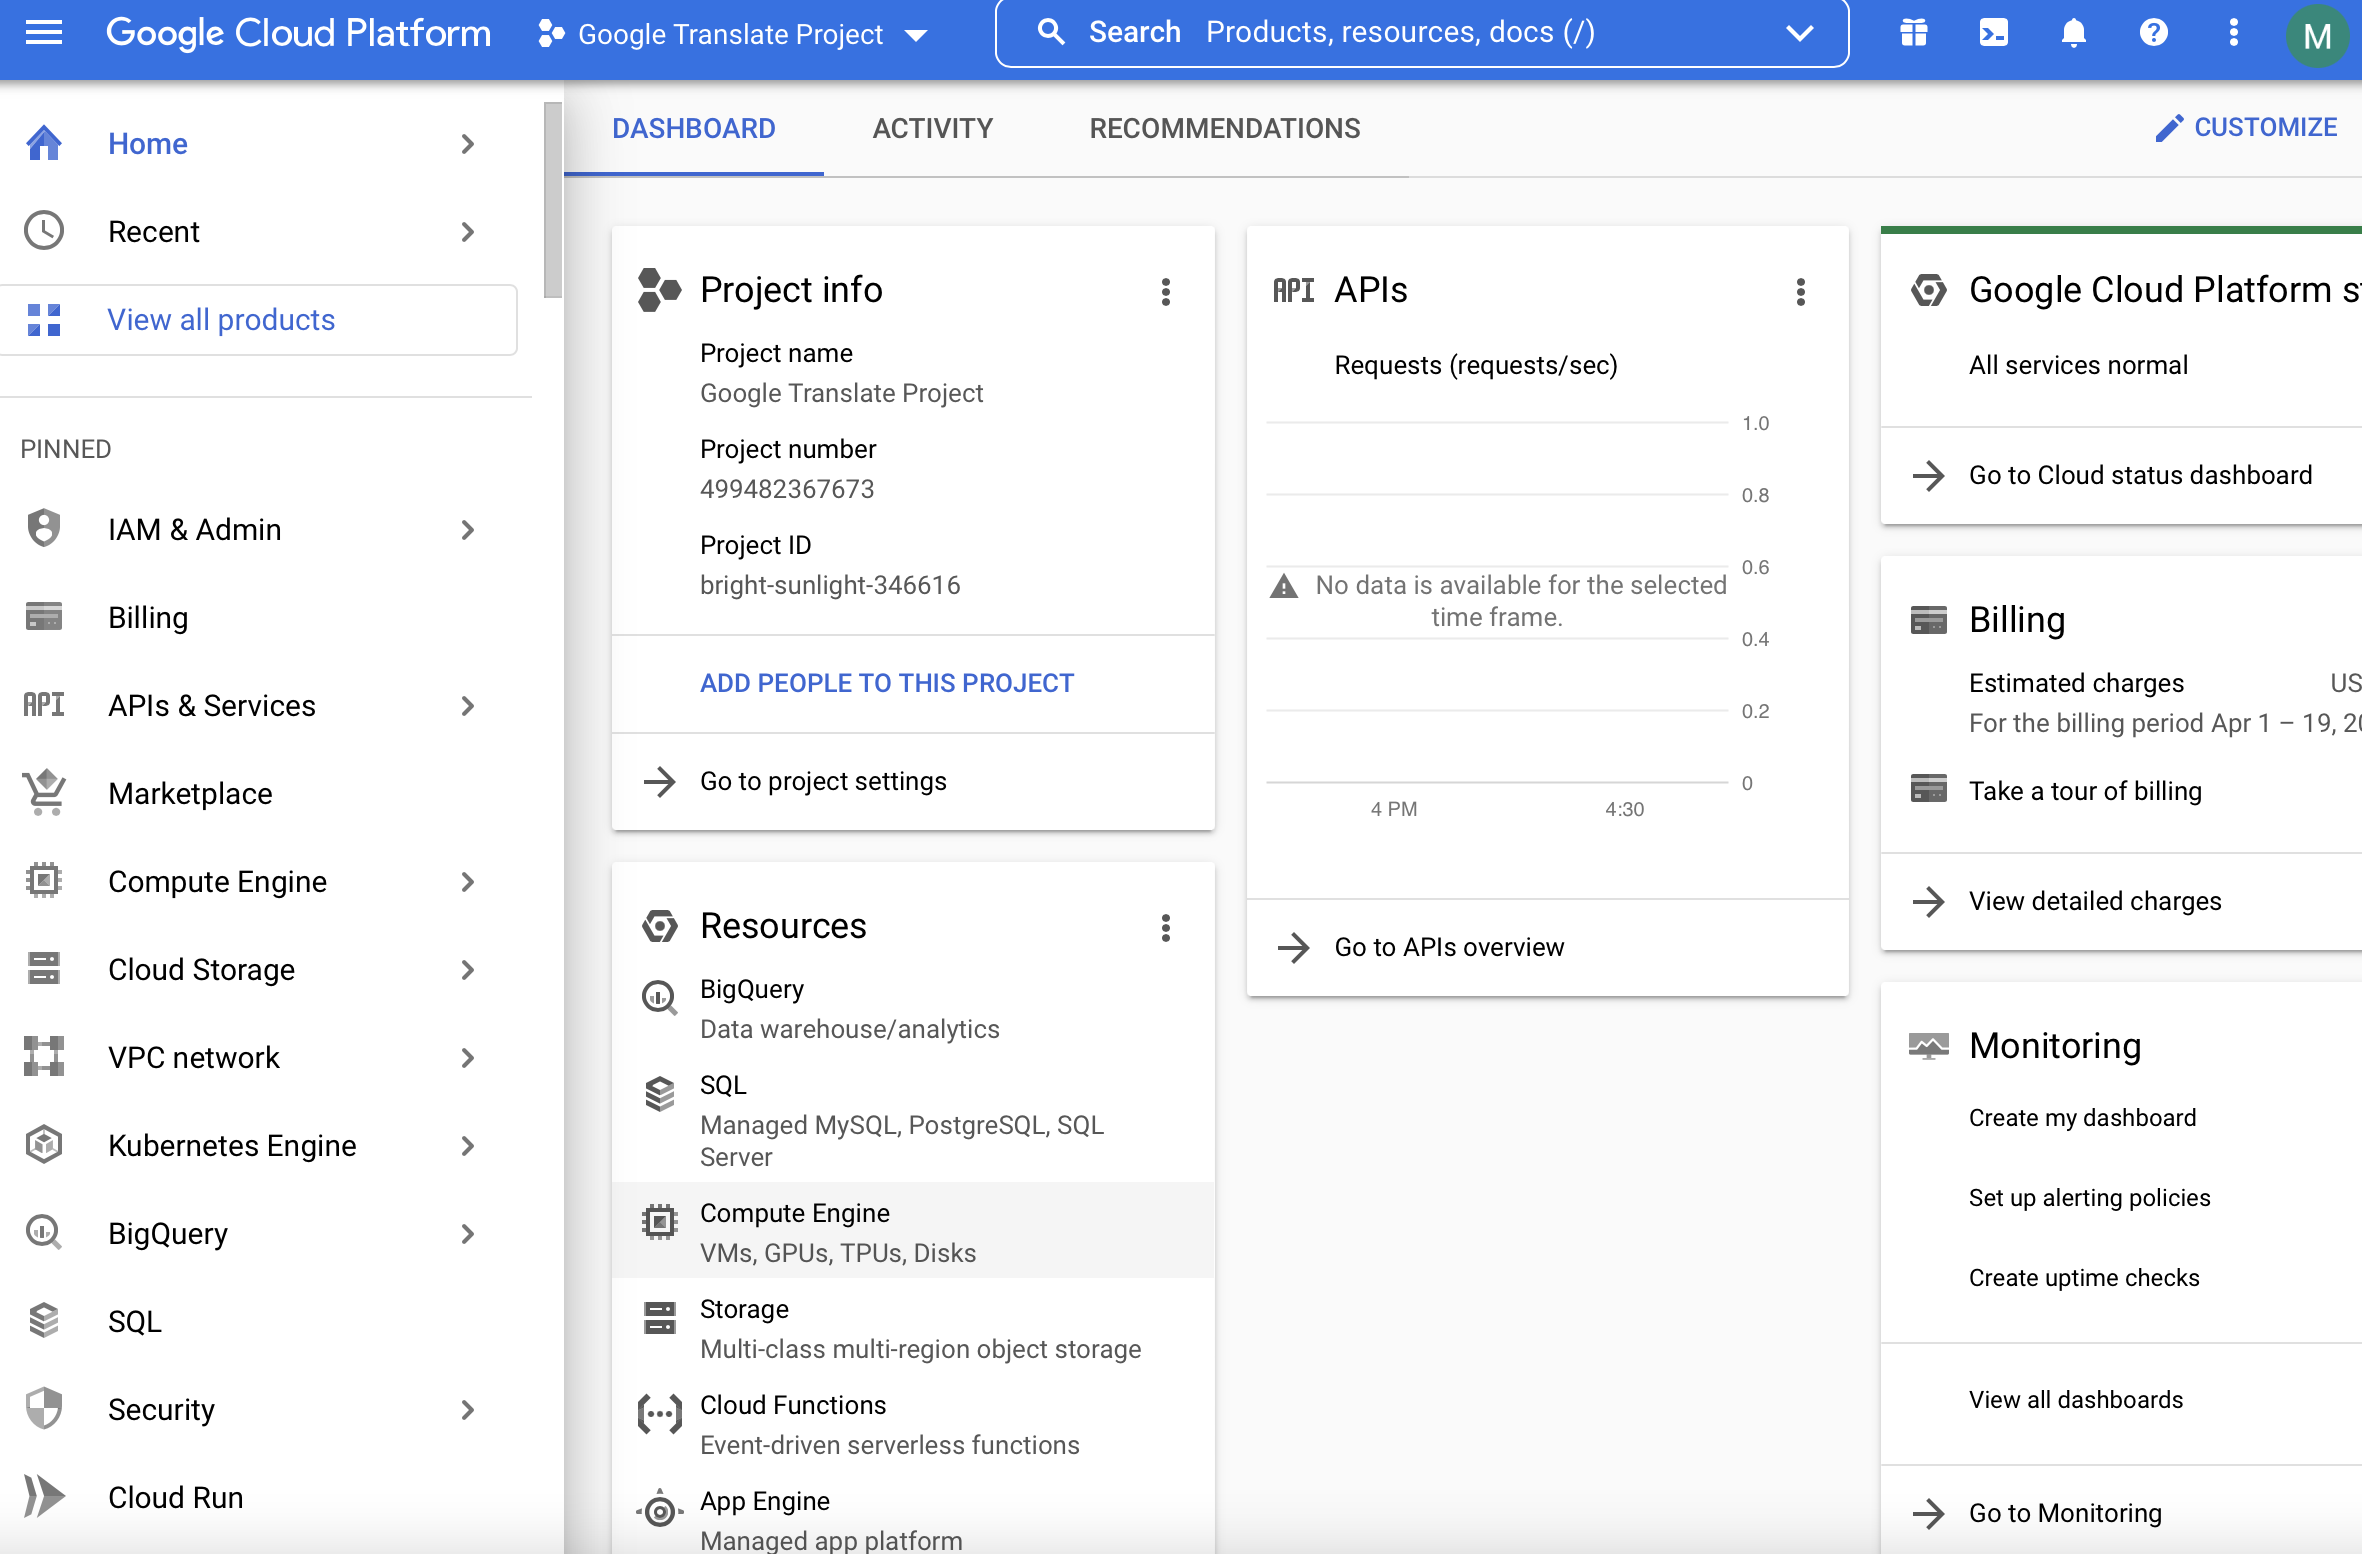 Google Cloud Platform
Google Translate Project
Search Products, resources, docs (/)
M
Home
Recent
View all products
PINNED
IAM & Admin
Billing
API APIs & Services
Marketplace
Compute Engine
Cloud Storage
VPC network
Kubernetes Engine
BigQuery
SQL
Security
Cloud Run
DASHBOARD
ACTIVITY
RECOMMENDATIONS
CUSTOMIZE
Project info
Project name
Google Translate Project
Project number
499482367673
Project ID
bright-sunlight-346616
ADD PEOPLE TO THIS PROJECT
Go to project settings
Resources
BigQuery
Data warehouse/analytics
SQL
Managed MySQL, PostgreSQL, SQL
Server
Compute Engine
VMs, GPUs, TPUs, Disks
Storage
Multi-class multi-region object storage
Cloud Functions
Event-driven serverless functions
App Engine
Managed app platform
API APIs
Requests (requests/sec)
1.0
0.8
0.6
No data is available for the selected
time frame.
0.4
0.2
0
4 PM
4:30
Go to APIs overview
Google Cloud Platform st
All services normal
Go to Cloud status dashboard
Billing
Estimated charges
US
For the billing period Apr 1 – 19, 20
Take a tour of billing
View detailed charges
Monitoring
Create my dashboard
Set up alerting policies
Create uptime checks
View all dashboards
Go to Monitoring